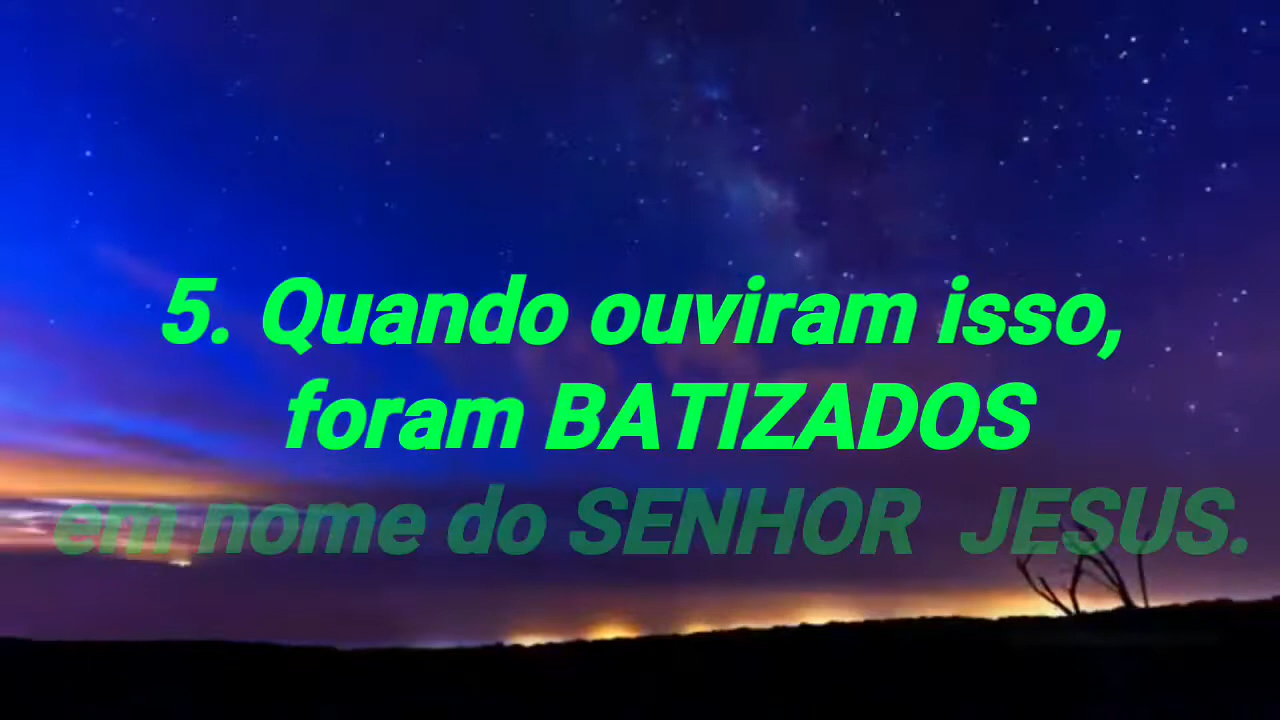 5. Quando ouviram isso,
foram BATIZADOS
em nome do SENHOR JESUS.